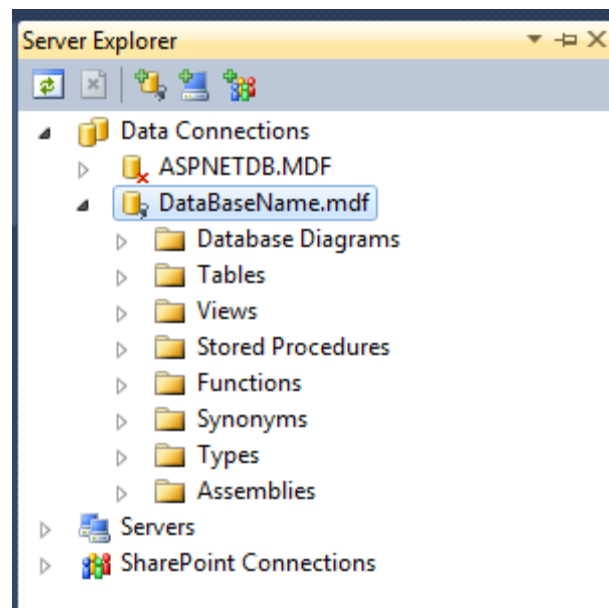 Server Explorer
Data Connections
ASPNETDB.MDF
DataBaseName.mdf
Database Diagrams
Tables
Views
Stored Procedures
Functions
Synonyms
Types
Assemblies
Servers
SharePoint Connections